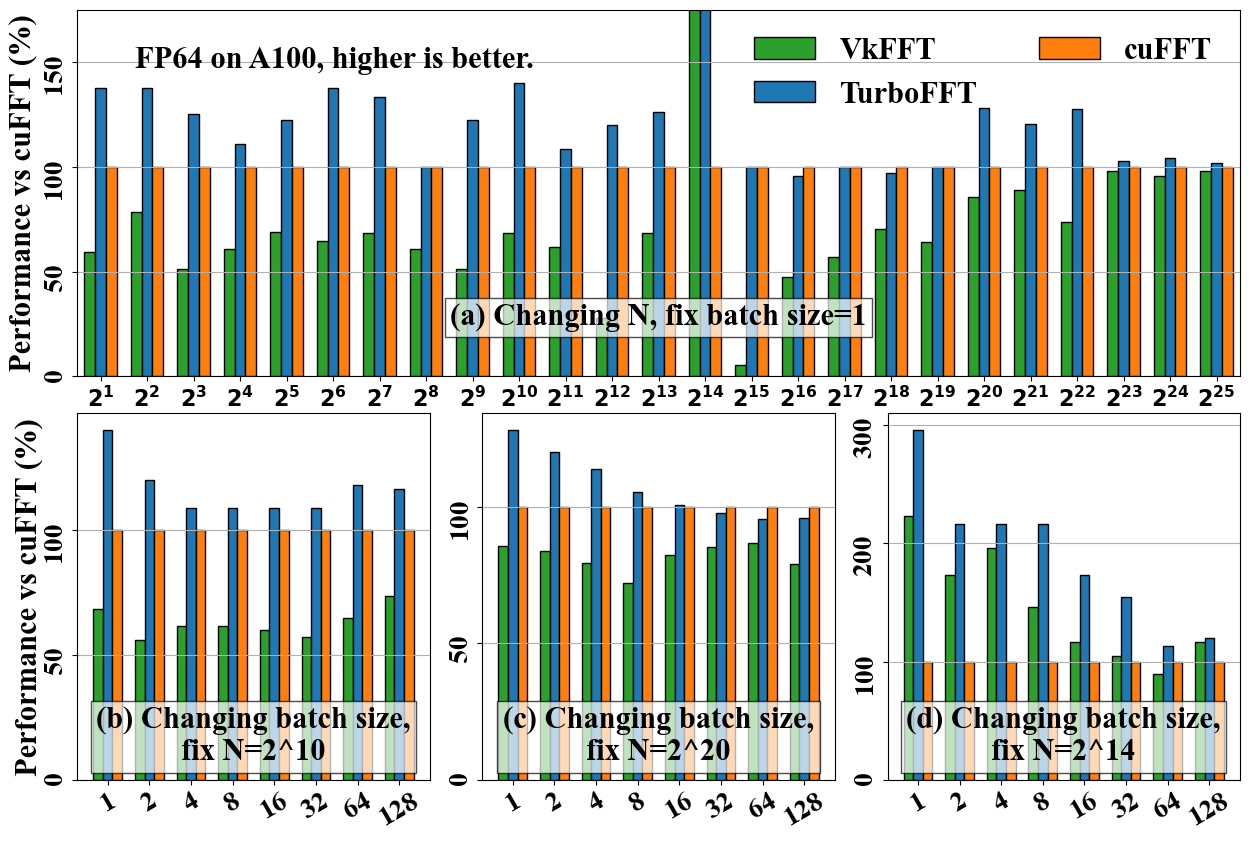 Performance vs cuFFT (%)
150
100
50
0
FP64 on A100, higher is better.
VkFFT
TurboFFT
cuFFT
(a) Changing N, fix batch size=1
2^1 2^2 2^3 2^4 2^5 2^6 2^7 2^8 2^9 2^10 2^11 2^12 2^13 2^14 2^15 2^16 2^17 2^18 2^19 2^20 2^21 2^22 2^23 2^24 2^25
Performance vs cuFFT (%)
100
50
0
(b) Changing batch size,
fix N=2^10
1 2 4 8 16 32 64 128
100
50
0
(c) Changing batch size,
fix N=2^20
1 2 4 8 16 32 64 128
300
200
100
0
(d) Changing batch size,
fix N=2^14
1 2 4 8 16 32 64 128